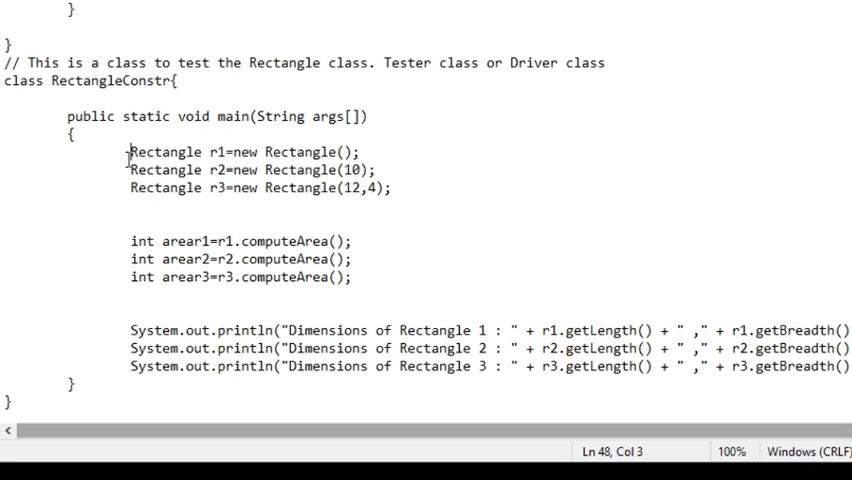 }
}
// This is a class to test the Rectangle class. Tester class or Driver class
class RectangleConstr{
public static void main(String args[])
{
Rectangle r1=new Rectangle();
Rectangle r2=new Rectangle(10);
Rectangle r3=new Rectangle(12,4);
int arear1=r1.computeArea();
int arear2=r2.computeArea();
int arear3=r3.computeArea();
System.out.println("Dimensions of Rectangle 1 : " + r1.getLength() + " ," + r1.getBreadth()
System.out.println("Dimensions of Rectangle 2 : " + r2.getLength() + " ," + r2.getBreadth()
System.out.println("Dimensions of Rectangle 3 : " + r3.getLength() + " ," + r3.getBreadth()
}
}
Ln 48, Col 3 100% Windows (CRLF)